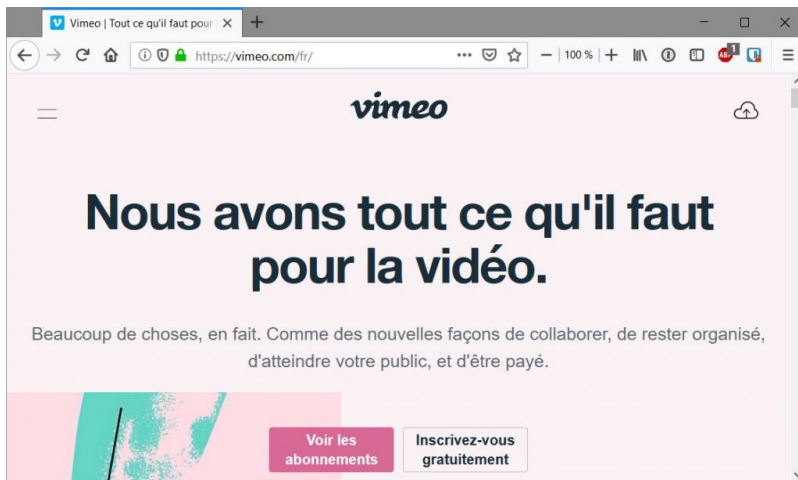 Vimeo | Tout ce qu'il faut pour
https://vimeo.com/fr/
100 %
ABP 1
vimeo
Nous avons tout ce qu'il faut
pour la vidéo.
Beaucoup de choses, en fait. Comme des nouvelles façons de collaborer, de rester organisé,
d'atteindre votre public, et d'être payé.
Voir les
abonnements
Inscrivez-vous
gratuitement